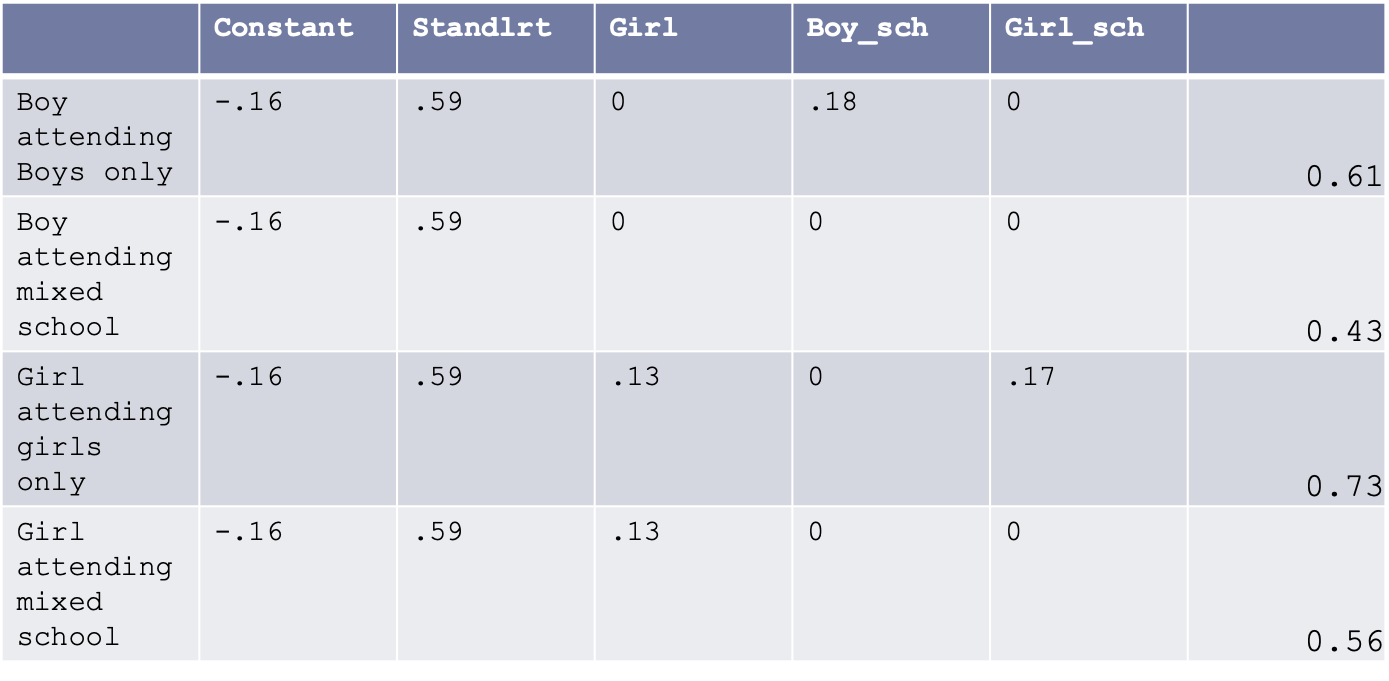 Constant Standlrt Girl Boy_sch Girl_sch
Boy -.16 .59 0 .18 0
attending
Boys only 0.61
Boy -.16 .59 0 0 0
attending
mixed
school 0.43
Girl -.16 .59 .13 0 .17
attending
girls
only 0.73
Girl -.16 .59 .13 0 0
attending
mixed
school 0.56